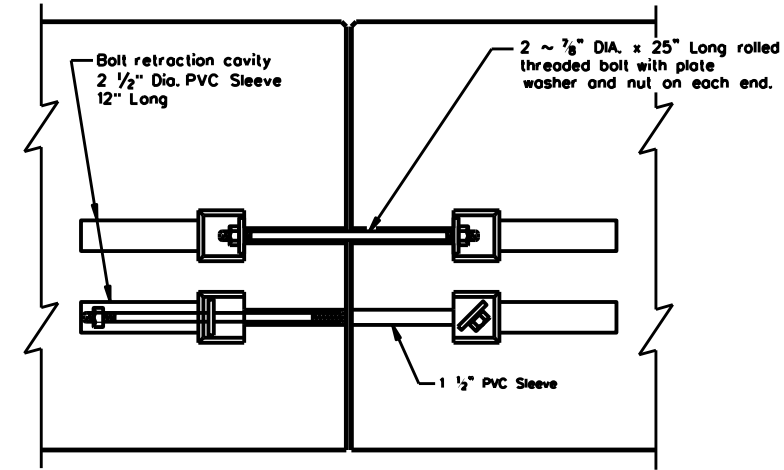 Bolt retraction cavity
2 ½" Dia. PVC Sleeve
12" Long
2 ~ ⅞" DIA. x 25" Long rolled
threaded bolt with plate
washer and nut on each end.
1 ½" PVC Sleeve